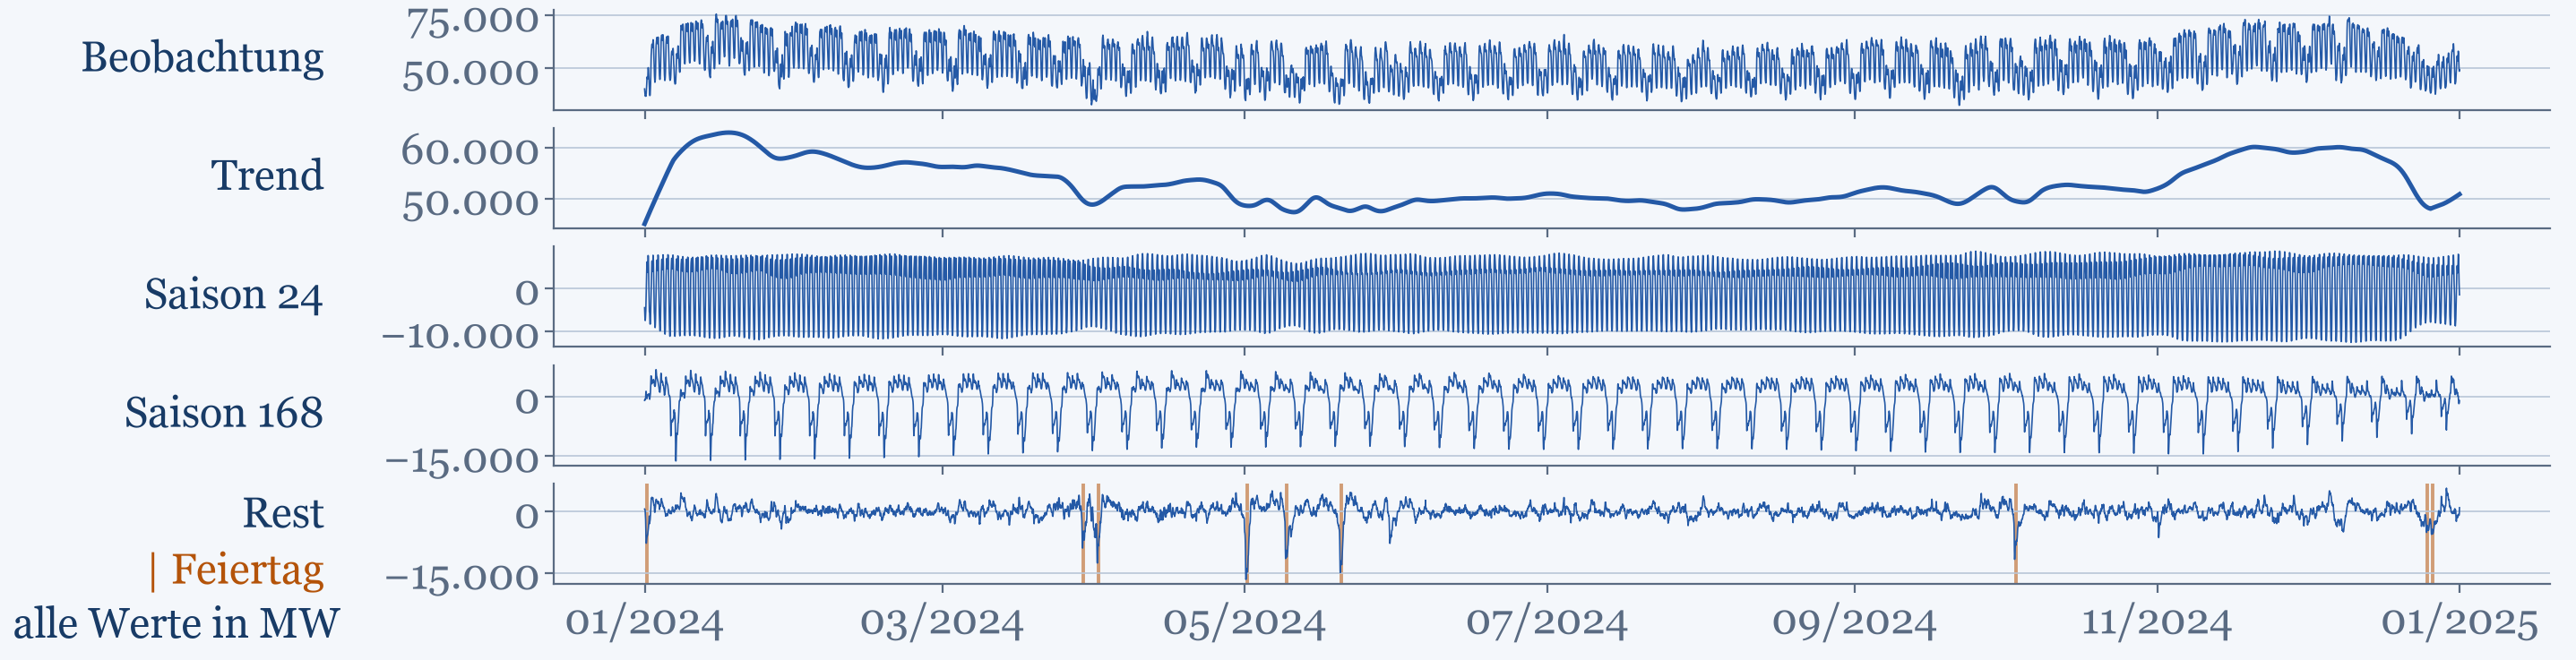 Beobachtung
75.000
50.000
Trend
60.000
50.000
Saison 24
0
−10.000
Saison 168
0
−15.000
Rest
0
| Feiertag
−15.000
alle Werte in MW
01/2024 03/2024 05/2024 07/2024 09/2024 11/2024 01/2025